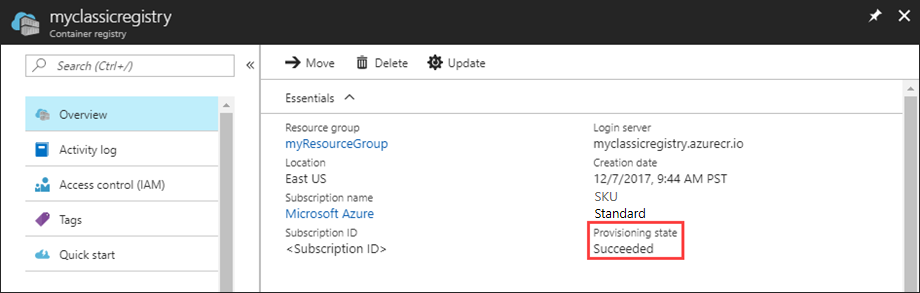 myclassicregistry
Container registry
Search (Ctrl+/)
Overview
Activity log
Access control (IAM)
Tags
Quick start
Move Delete Update
Essentials
Resource group
myResourceGroup
Location
East US
Subscription name
Microsoft Azure
Subscription ID
<Subscription ID>
Login server
myclassicregistry.azurecr.io
Creation date
12/7/2017, 9:44 AM PST
SKU
Standard
Provisioning state
Succeeded